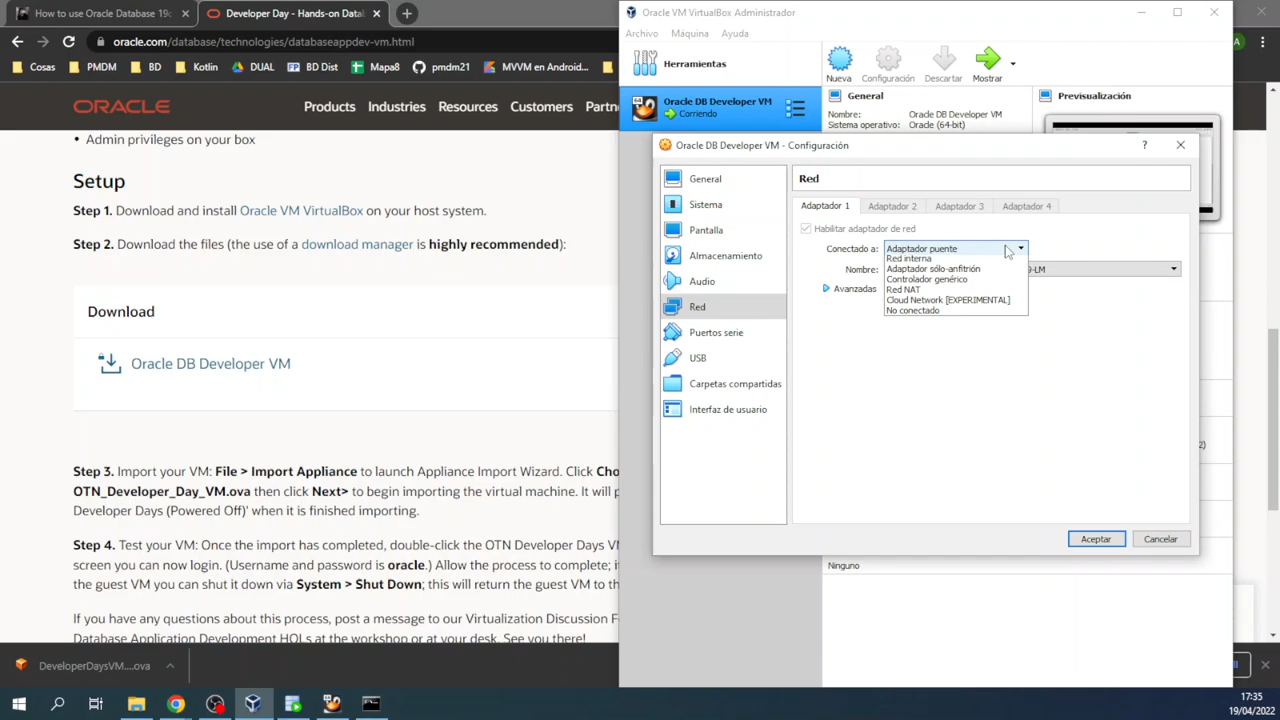 How to use Oracle Database 19c
Developer Day - Hands-on Databa
oracle.com/database/technologies/databaseappdev-vm.html
A
Cosas
PMDM
BD
Kotlin
BD Dist
Map8
jomin21
MVVM en android...
ORACLE
Produc
Resources
Customers
Partn
• Admin privileges on your box
Setup
Step 1. Download and install Oracle VM VirtualBox on your host system.
Step 2. Download the files (the use of a download manager is highly recommended):
Download
Oracle DB Developer VM
Step 3. Import your VM: File > Import Appliance to launch Appliance Import Wizard. Click Cho
OTN_Developer_Day_VM.ova then click Next> to begin importing the virtual machine. It will p
Developer Days (Powered Off)' when it is finished importing.
Step 4. Test your VM: Once the import has completed, double-click the OTN Developer Days VM
screen you can now login. (Username and password is oracle.) Allow the process to complete; it
the guest VM you can shut it down via System > Shut Down; this will return the guest VM to th
If you have any questions about this process, post a message to our Virtualization Discussion F
Database Application Development HOLs at the workshop or at your desk. See you there!
DeveloperDaysVM....ova
Oracle VM VirtualBox Administrador
Archivo
Máquina
Ayuda
Herramientas
Nueva
Configuración
Descartar
Mostrar
Oracle DB Developer VM
Corriendo
General
Nombre: Oracle DB Developer VM
Sistema operativo: Oracle (64-bit)
Previsualización
Oracle DB Developer VM - Configuración
?
General
Sistema
Pantalla
Almacenamiento
Audio
Red
Puertos serie
USB
Carpetas compartidas
Interfaz de usuario
Red
Adaptador 1
Adaptador 2
Adaptador 3
Adaptador 4
Habilitar adaptador de red
Conectado a: Adaptador puente
Red interna
Adaptador sólo-anfitrión
Controlador genérico
Red NAT
Cloud Network [EXPERIMENTAL]
No conectado
Nombre:
9-LM
Avanzadas
2)
Aceptar
Cancelar
Ninguno
17:35
19/04/2022